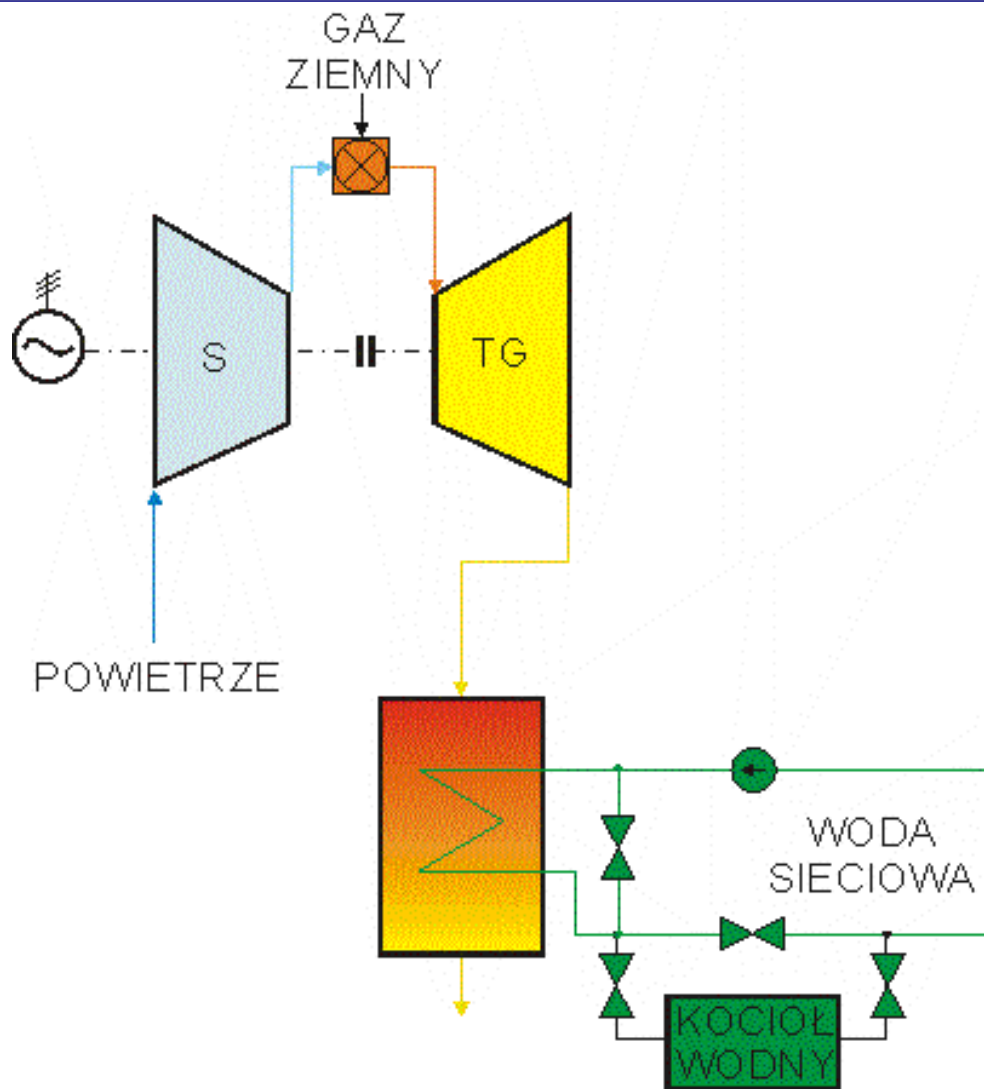 GAZ
ZIEMNY
S
TG
POWIETRZE
WODA
SIECIOWA
KOCIOŁ
WODNY